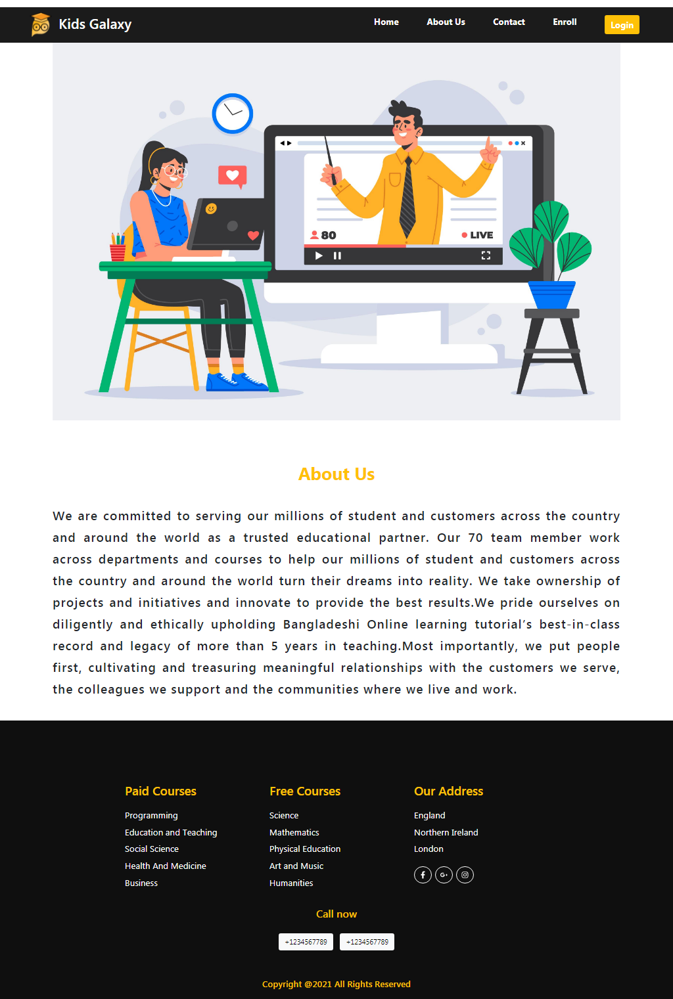 Kids Galaxy
Home About Us Contact Enroll Login
80
LIVE
About Us
We are committed to serving our millions of student and customers across the country
and around the world as a trusted educational partner. Our 70 team member work
across departments and courses to help our millions of student and customers across
the country and around the world turn their dreams into reality. We take ownership of
projects and initiatives and innovate to provide the best results.We pride ourselves on
diligently and ethically upholding Bangladeshi Online learning tutorial’s best-in-class
record and legacy of more than 5 years in teaching.Most importantly, we put people
first, cultivating and treasuring meaningful relationships with the customers we serve,
the colleagues we support and the communities where we live and work.
Paid Courses
Programming
Education and Teaching
Social Science
Health And Medicine
Business
Free Courses
Science
Mathematics
Physical Education
Art and Music
Humanities
Our Address
England
Northern Ireland
London
Call now
+1234567789 +1234567789
Copyright @2021 All Rights Reserved